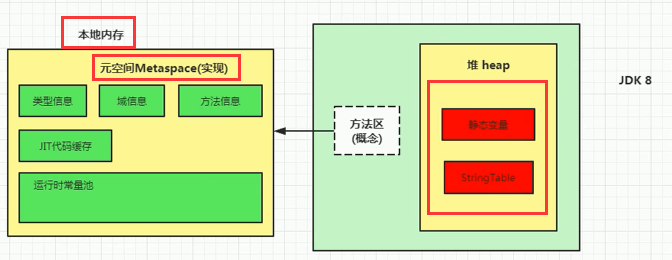 本地内存
元空间Metaspace(实现)
类型信息
域信息
方法信息
JIT代码缓存
运行时常量池
方法区
(概念)
堆 heap
静态变量
StringTable
JDK 8